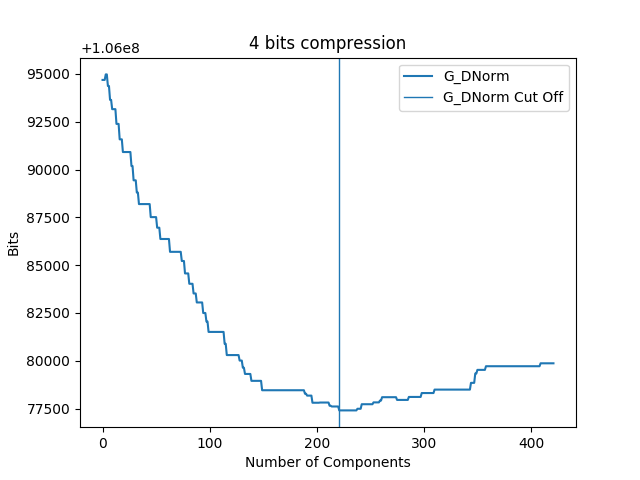 4 bits compression
+1.06e8
95000
92500
90000
87500
85000
82500
80000
77500
Bits
G_DNorm
G_DNorm Cut Off
0 100 200 300 400
Number of Components